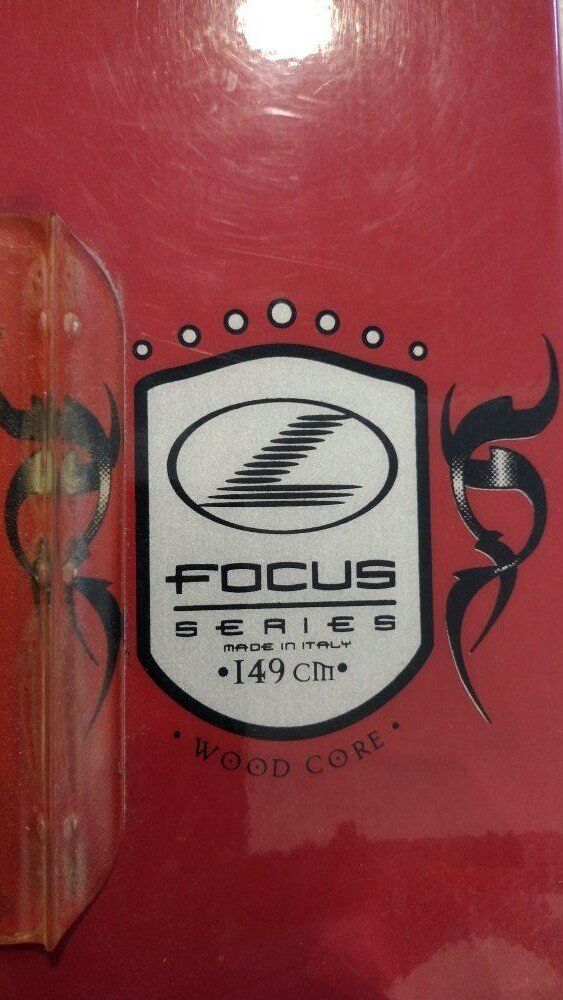 L
FOCUS
SERIES
MADE IN ITALY
•149 CM•
• WOOD CORE •